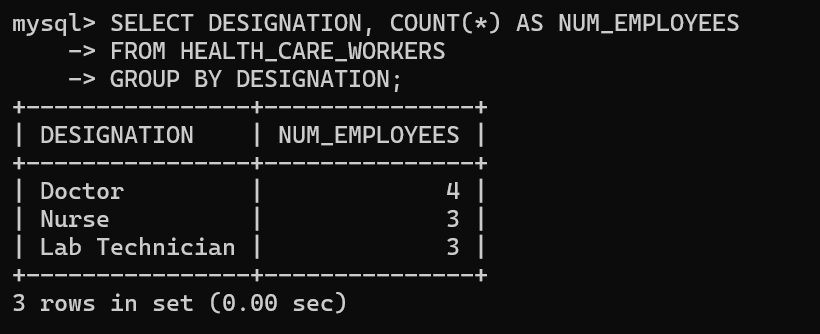 mysql> SELECT DESIGNATION, COUNT(*) AS NUM_EMPLOYEES
    -> FROM HEALTH_CARE_WORKERS
    -> GROUP BY DESIGNATION;
+----------------+---------------+
| DESIGNATION    | NUM_EMPLOYEES |
+----------------+---------------+
| Doctor         |             4 |
| Nurse          |             3 |
| Lab Technician |             3 |
+----------------+---------------+
3 rows in set (0.00 sec)